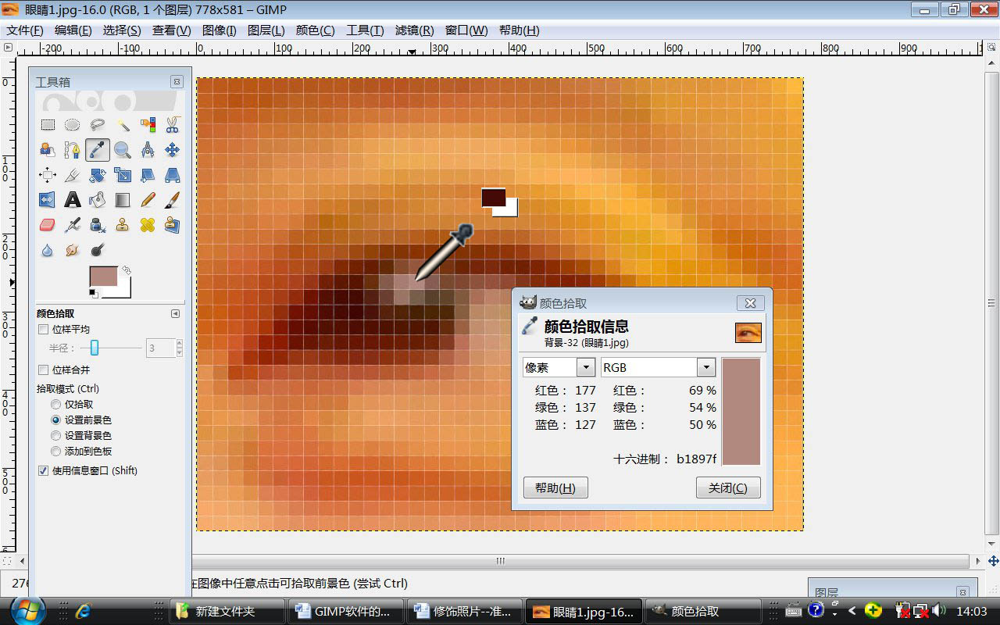 眼睛1.jpg-16.0 (RGB, 1 个图层) 778x581 – GIMP
文件(F) 编辑(E) 选择(S) 查看(V) 图像(I) 图层(L) 颜色(C) 工具(T) 滤镜(R) 窗口(W) 帮助(H)
-200 -100 0 100 200 300 400 500 600 700 800 900
0
100
200
300
400
500
工具箱
颜色拾取
位样平均
半径： 3
位样合并
拾取模式 (Ctrl)
仅拾取
设置前景色
设置背景色
添加到色板
使用信息窗口 (Shift)
颜色拾取
颜色拾取信息
背景-32 (眼睛1.jpg)
像素 RGB
红色： 177 红色： 69 %
绿色： 137 绿色： 54 %
蓝色： 127 蓝色： 50 %
十六进制： b1897f
帮助(H) 关闭(C)
在图像中任意点击可拾取前景色 (尝试 Ctrl)
图层
新建文件夹 GIMP软件的... 修饰照片--准... 眼睛1.jpg-16... 颜色拾取 14:03